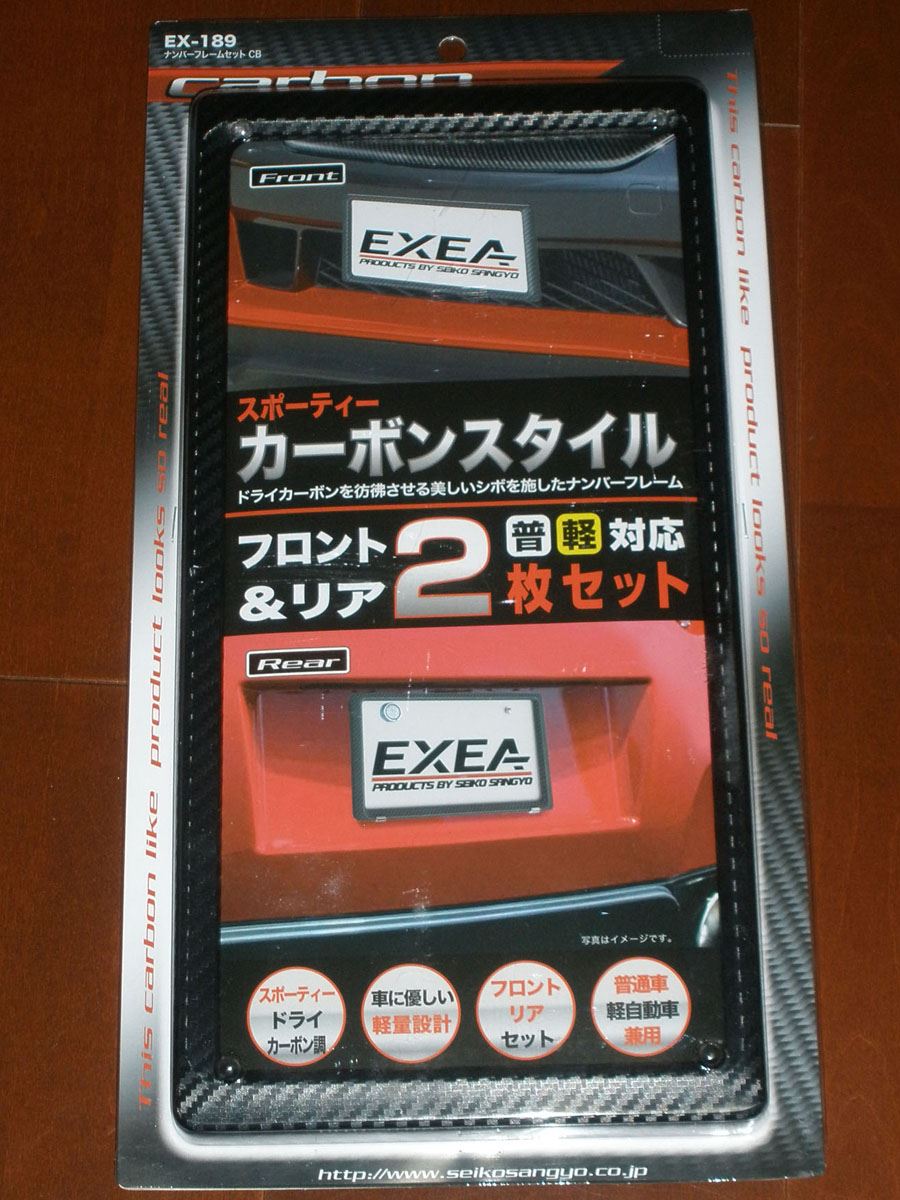 EX-189
ナンバーフレームセット CB
carbon
Front
EXEA
PRODUCTS BY SEIKO SANGYO
スポーティー
カーボンスタイル
ドライカーボンを彷彿させる美しいシボを施したナンバーフレーム
フロント
&リア
2
普 軽 対応
枚セット
Rear
EXEA
PRODUCTS BY SEIKO SANGYO
写真はイメージです。
スポーティー
ドライ
カーボン調
車に優しい
軽量設計
フロント
リア
セット
普通車
軽自動車
兼用
This carbon like product looks so real
This carbon like product looks so real
http://www.seikosangyo.co.jp